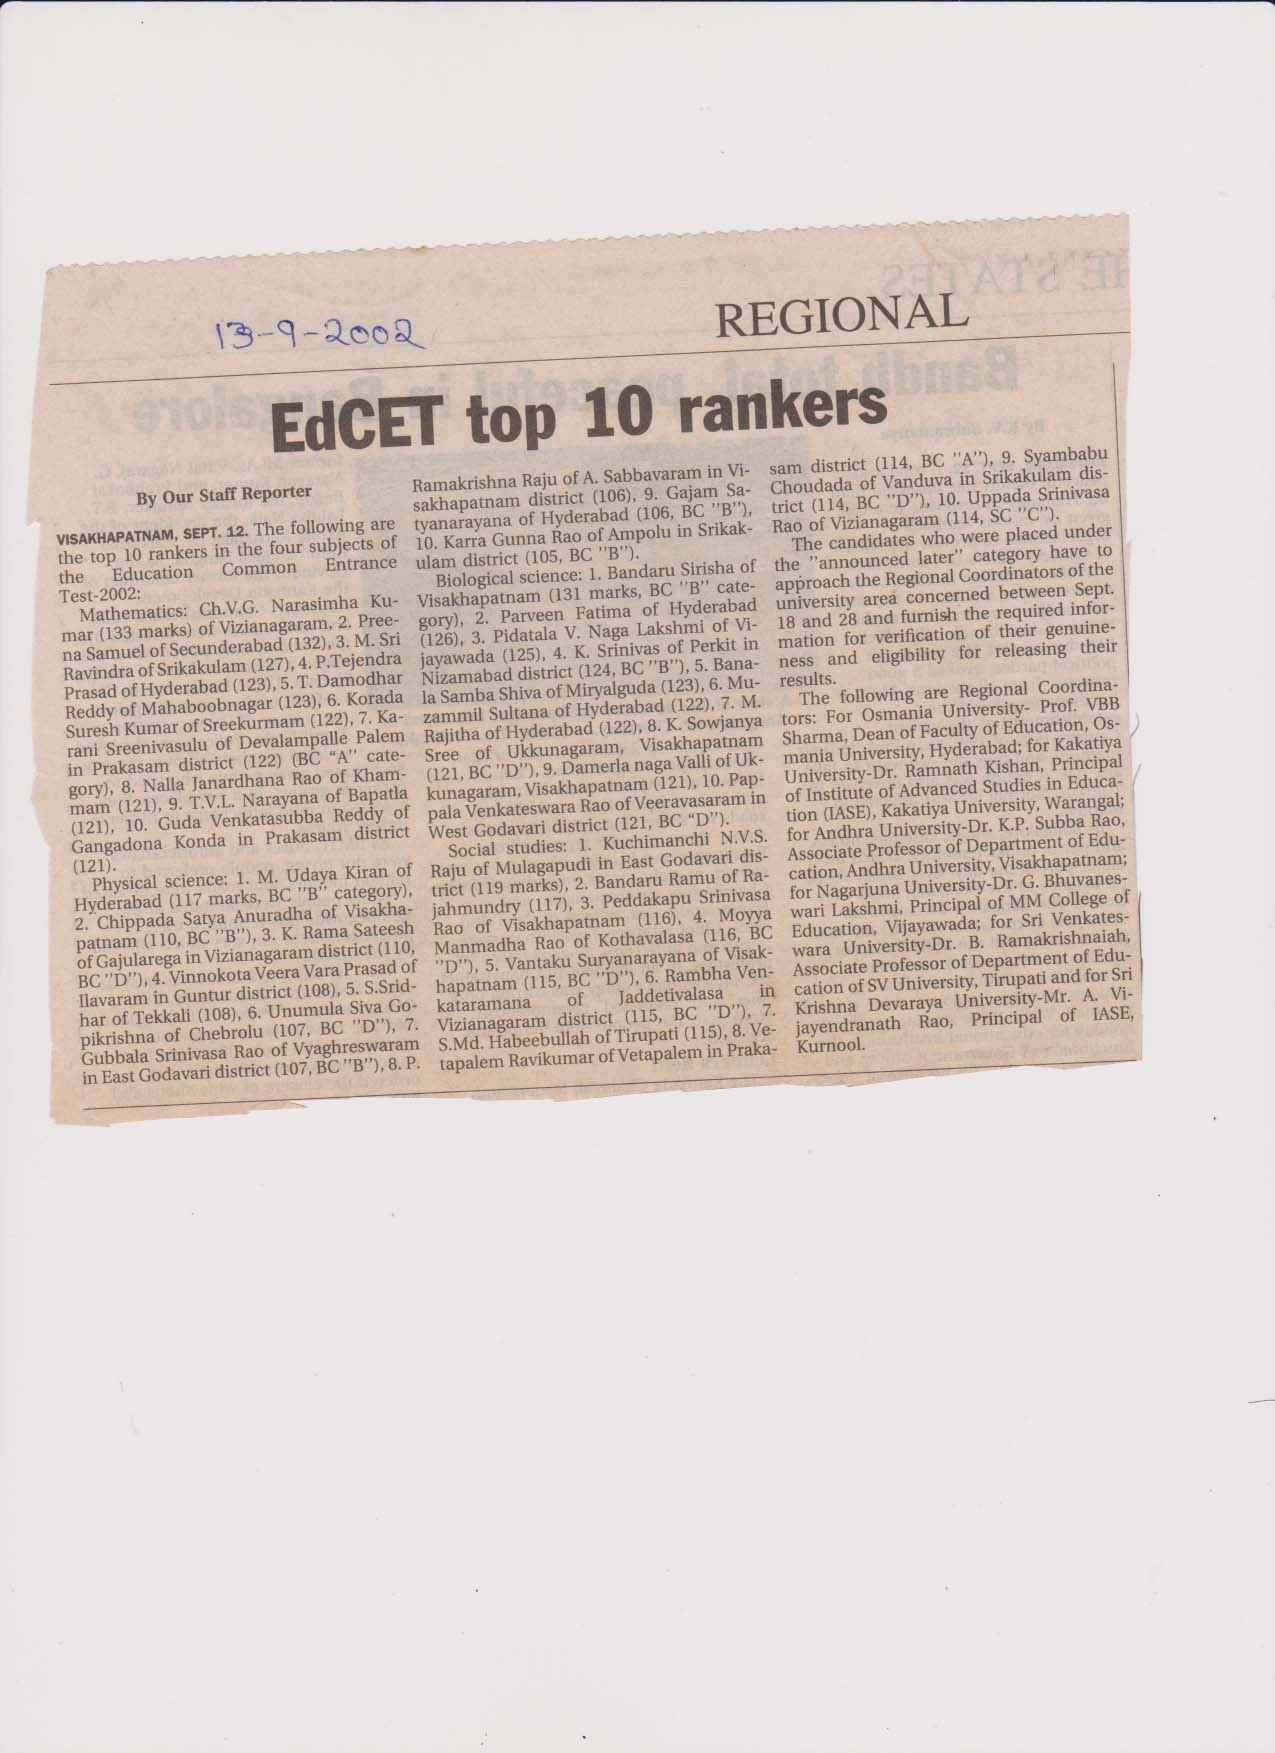 13-9-2002
REGIONAL
EdCET top 10 rankers
By Our Staff Reporter
VISAKHAPATNAM, SEPT. 12. The following are
the top 10 rankers in the four subjects of
the Education Common Entrance
Test-2002:
Mathematics: Ch.V.G. Narasimha Ku-
mar (133 marks) of Vizianagaram, 2. Pree-
na Samuel of Secunderabad (132), 3. M. Sri
Ravindra of Srikakulam (127), 4. P.Tejendra
Prasad of Hyderabad (123), 5. T. Damodhar
Reddy of Mahaboobnagar (123), 6. Korada
Suresh Kumar of Sreekurmam (122), 7. Ka-
rani Sreenivasulu of Devalampalle Palem
in Prakasam district (122) (BC “A” cate-
gory), 8. Nalla Janardhana Rao of Kham-
mam (121), 9. T.V.L. Narayana of Bapatla
(121), 10. Guda Venkatasubba Reddy of
Gangadona Konda in Prakasam district
(121).
Physical science: 1. M. Udaya Kiran of
Hyderabad (117 marks, BC ”B” category),
2. Chippada Satya Anuradha of Visakha-
patnam (110, BC ”B”), 3. K. Rama Sateesh
of Gajularega in Vizianagaram district (110,
BC ”D”), 4. Vinnokota Veera Vara Prasad of
Ilavaram in Guntur district (108), 5. S.Srid-
har of Tekkali (108), 6. Unumula Siva Go-
pikrishna of Chebrolu (107, BC ”D”), 7.
Gubbala Srinivasa Rao of Vyaghreswaram
in East Godavari district (107, BC ”B”), 8. P.
Ramakrishna Raju of A. Sabbavaram in Vi-
sakhapatnam district (106), 9. Gajam Sa-
tyanarayana of Hyderabad (106, BC ”B”),
10. Karra Gunna Rao of Ampolu in Srikak-
ulam district (105, BC ”B”).
Biological science: 1. Bandaru Sirisha of
Visakhapatnam (131 marks, BC ”B” cate-
gory), 2. Parveen Fatima of Hyderabad
(126), 3. Pidatala V. Naga Lakshmi of Vi-
jayawada (125), 4. K. Srinivas of Perkit in
Nizamabad district (124, BC ”B”), 5. Bana-
la Samba Shiva of Miryalguda (123), 6. Mu-
zammil Sultana of Hyderabad (122), 7. M.
Rajitha of Hyderabad (122), 8. K. Sowjanya
Sree of Ukkunagaram, Visakhapatnam
(121, BC ”D”), 9. Damerla naga Valli of Uk-
kunagaram, Visakhapatnam (121), 10. Pap-
pala Venkateswara Rao of Veeravasaram in
West Godavari district (121, BC “D”).
Social studies: 1. Kuchimanchi N.V.S.
Raju of Mulagapudi in East Godavari dis-
trict (119 marks), 2. Bandaru Ramu of Ra-
jahmundry (117), 3. Peddakapu Srinivasa
Rao of Visakhapatnam (116), 4. Moyya
Manmadha Rao of Kothavalasa (116, BC
”D”), 5. Vantaku Suryanarayana of Visak-
hapatnam (115, BC ”D”), 6. Rambha Ven-
kataramana of Jaddetivalasa in
Vizianagaram district (115, BC ”D”), 7.
S.Md. Habeebullah of Tirupati (115), 8. Ve-
tapalem Ravikumar of Vetapalem in Praka-
sam district (114, BC ”A”), 9. Syambabu
Choudada of Vanduva in Srikakulam dis-
trict (114, BC ”D”), 10. Uppada Srinivasa
Rao of Vizianagaram (114, SC ”C”).
The candidates who were placed under
the ”announced later” category have to
approach the Regional Coordinators of the
university area concerned between Sept.
18 and 28 and furnish the required infor-
mation for verification of their genuine-
ness and eligibility for releasing their
results.
The following are Regional Coordina-
tors: For Osmania University- Prof. VBB
Sharma, Dean of Faculty of Education, Os-
mania University, Hyderabad; for Kakatiya
University-Dr. Ramnath Kishan, Principal
of Institute of Advanced Studies in Educa-
tion (IASE), Kakatiya University, Warangal;
for Andhra University-Dr. K.P. Subba Rao,
Associate Professor of Department of Edu-
cation, Andhra University, Visakhapatnam;
for Nagarjuna University-Dr. G. Bhuvanes-
wari Lakshmi, Principal of MM College of
Education, Vijayawada; for Sri Venkates-
wara University-Dr. B. Ramakrishnaiah,
Associate Professor of Department of Edu-
cation of SV University, Tirupati and for Sri
Krishna Devaraya University-Mr. A. Vi-
jayendranath Rao, Principal of IASE,
Kurnool.